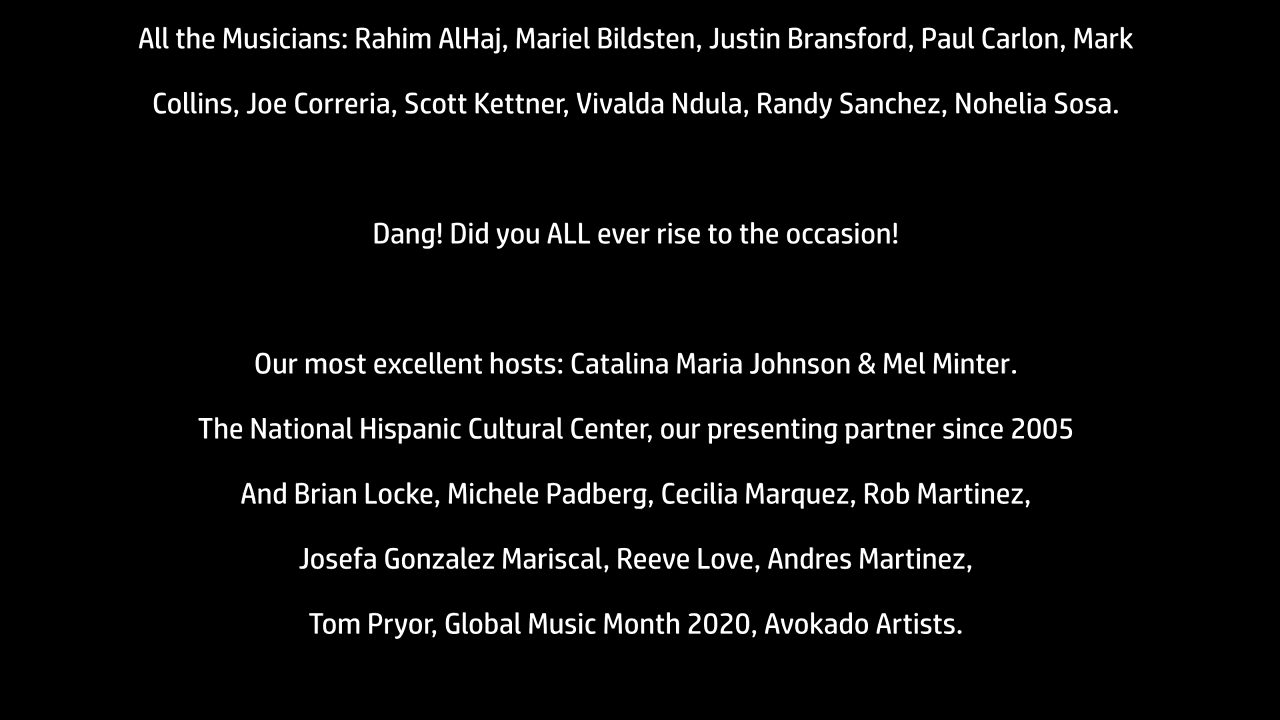 All the Musicians: Rahim AlHaj, Mariel Bildsten, Justin Bransford, Paul Carlon, Mark
Collins, Joe Correria, Scott Kettner, Vivalda Ndula, Randy Sanchez, Nohelia Sosa.
Dang! Did you ALL ever rise to the occasion!
Our most excellent hosts: Catalina Maria Johnson & Mel Minter.
The National Hispanic Cultural Center, our presenting partner since 2005
And Brian Locke, Michele Padberg, Cecilia Marquez, Rob Martinez,
Josefa Gonzalez Mariscal, Reeve Love, Andres Martinez,
Tom Pryor, Global Music Month 2020, Avokado Artists.